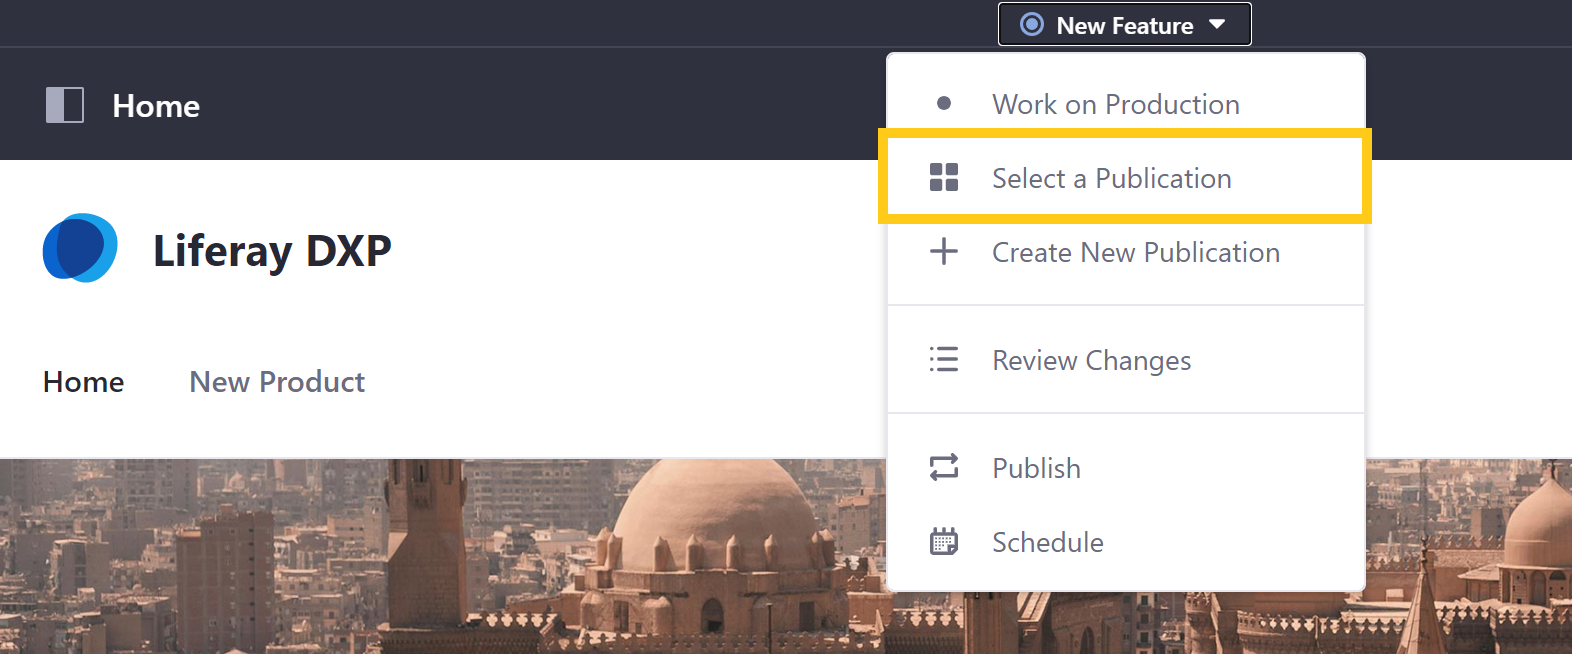 New Feature
Home
Work on Production
Select a Publication
Liferay DXP
Create New Publication
Review Changes
Home New Product
Publish
Schedule